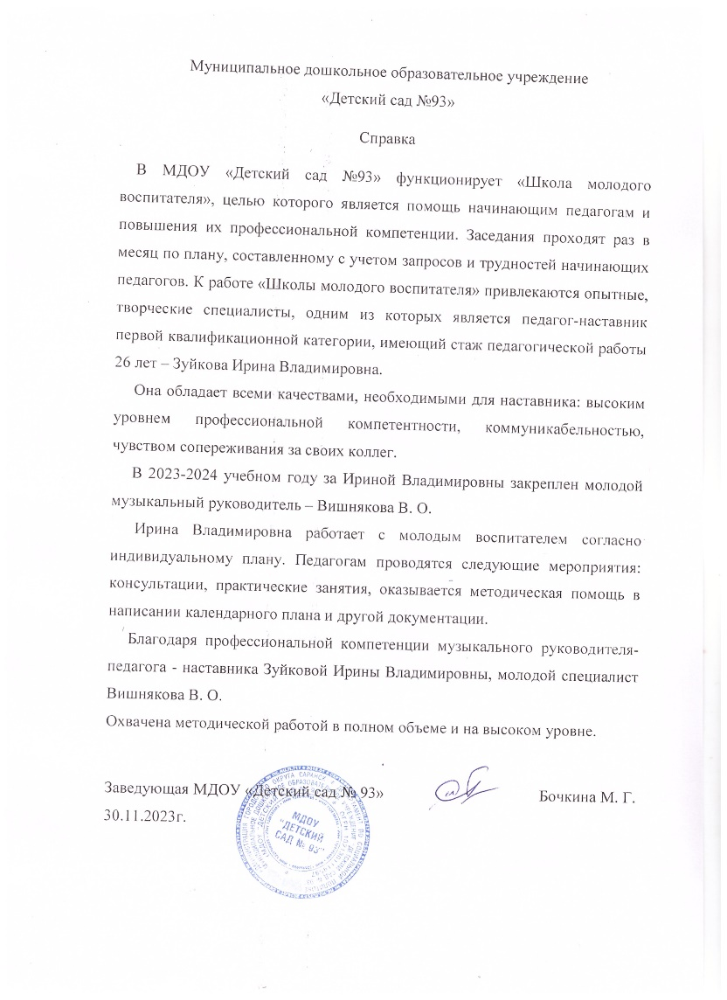 Муниципальное дошкольное образовательное учреждение
«Детский сад №93»
Справка
В МДОУ «Детский сад №93» функционирует «Школа молодого
воспитателя», целью которого является помощь начинающим педагогам и
повышения их профессиональной компетенции. Заседания проходят раз в
месяц по плану, составленному с учетом запросов и трудностей начинающих
педагогов. К работе «Школы молодого воспитателя» привлекаются опытные,
творческие специалисты, одним из которых является педагог-наставник
первой квалификационной категории, имеющий стаж педагогической работы
26 лет – Зуйкова Ирина Владимировна.
Она обладает всеми качествами, необходимыми для наставника: высоким
уровнем профессиональной компетентности, коммуникабельностью,
чувством сопереживания за своих коллег.
В 2023-2024 учебном году за Ириной Владимировны закреплен молодой
музыкальный руководитель – Вишнякова В. О.
Ирина Владимировна работает с молодым воспитателем согласно
индивидуальному плану. Педагогам проводятся следующие мероприятия:
консультации, практические занятия, оказывается методическая помощь в
написании календарного плана и другой документации.
Благодаря профессиональной компетенции музыкального руководителя-
педагога - наставника Зуйковой Ирины Владимировны, молодой специалист
Вишнякова В. О.
Охвачена методической работой в полном объеме и на высоком уровне.
Заведующая МДОУ «Детский сад № 93»
Бочкина М. Г.
30.11.2023г.
МДОУ
"ДЕТСКИЙ
САД № 93"